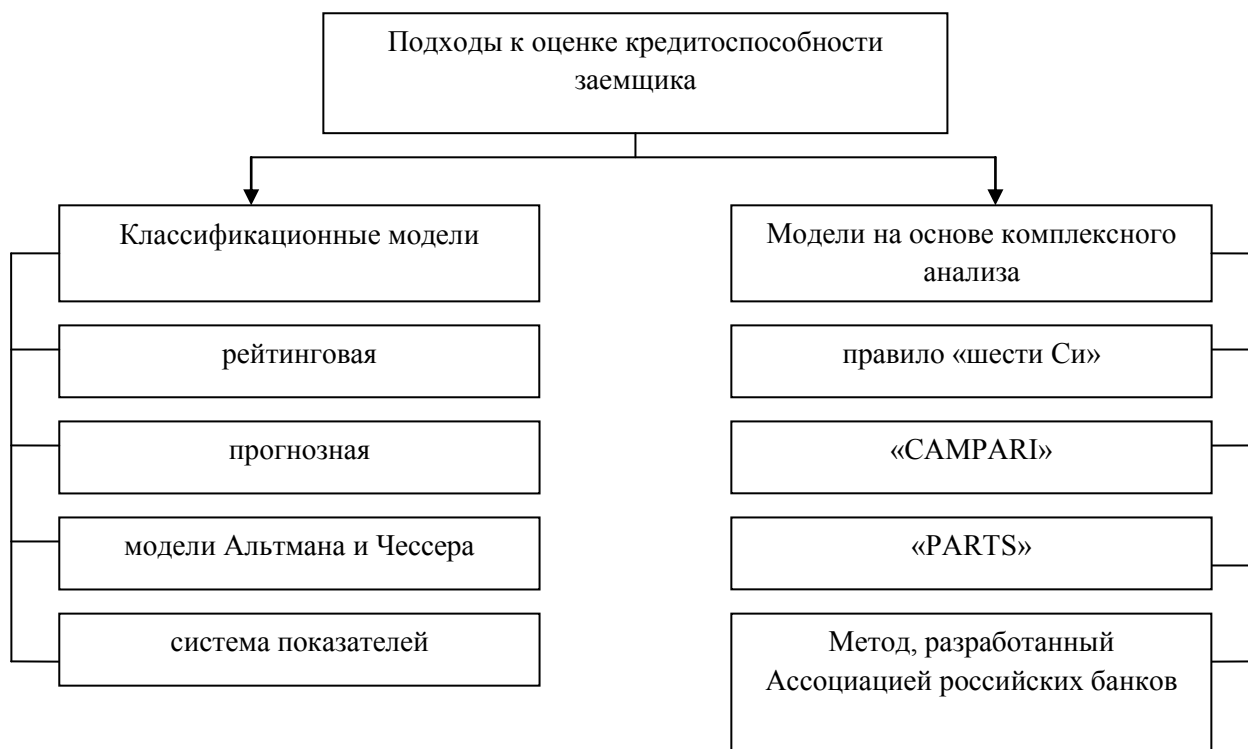 Подходы к оценке кредитоспособности
заемщика
Классификационные модели
рейтинговая
прогнозная
модели Альтмана и Чессера
система показателей
Модели на основе комплексного
анализа
правило «шести Си»
«CAMPARI»
«PARTS»
Метод, разработанный
Ассоциацией российских банков